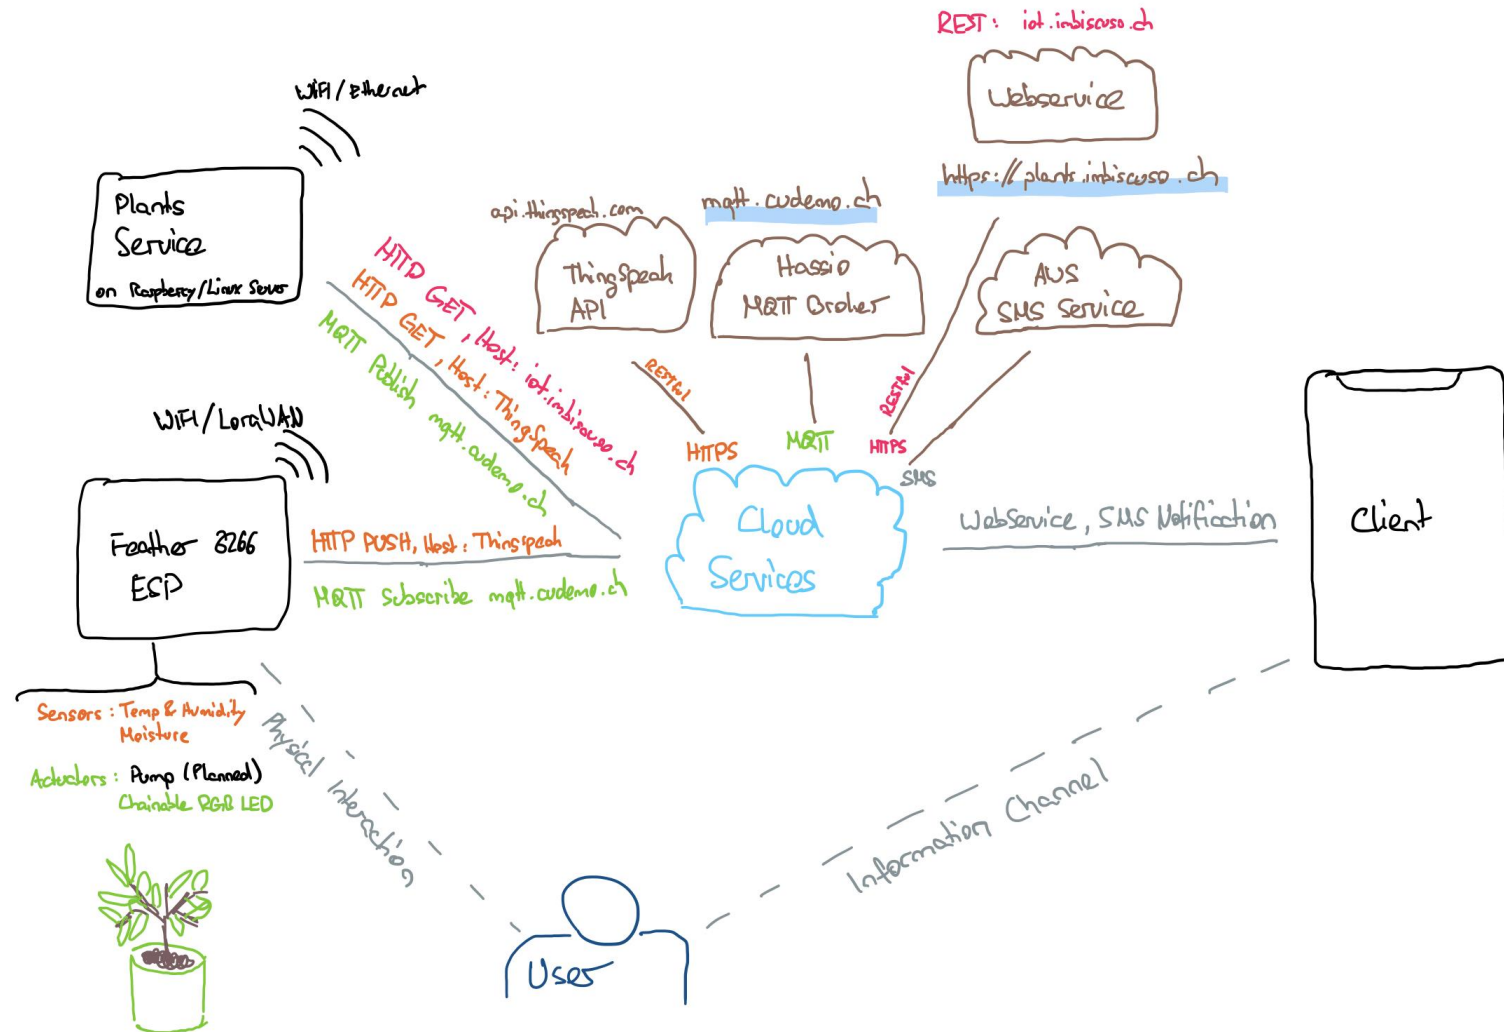 REST: iot.imbiscuso.ch
Webservice
https://plants.imbiscuso.ch
WiFi/Ethernet
Plants
Service
on Raspberry/Linux Server
api.thingspeak.com
ThingSpeak
API
mqtt.cudemo.ch
Hassio
MQTT Broker
AWS
SMS Service
HTTP GET, Host: iot.imbiscuso.ch
HTTP GET, Host: ThingSpeak
MQTT Publish mqtt.cudemo.ch
RESTful
HTTPS
MQTT
RESTful
HTTPS
SMS
WiFi/LoraWAN
Feather 8266
ESP
HTTP PUSH, Host: Thingspeak
MQTT Subscribe mqtt.cudemo.ch
Cloud
Services
WebService, SMS Notification
Client
Sensors: Temp & Humidity
Moisture
Actuators: Pump (Planned)
Chainable RGB LED
Physical Interaction
Information Channel
User